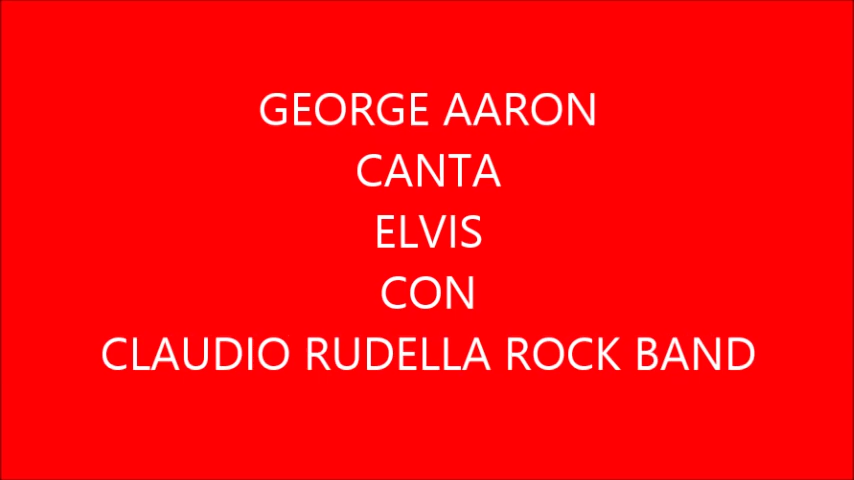 GEORGE AARON
CANTA
ELVIS
CON
CLAUDIO RUDELLA ROCK BAND